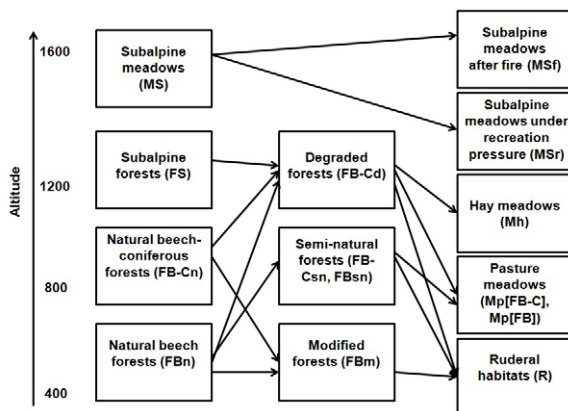 Altitude
1600
1200
800
400
Subalpine
meadows
(MS)
Subalpine
forests (FS)
Natural beech-
coniferous
forests (FB-Cn)
Natural beech
forests (FBn)
Degraded
forests (FB-Cd)
Semi-natural
forests (FB-
Csn, FBsn)
Modified
forests (FBm)
Subalpine
meadows
after fire (MSf)
Subalpine
meadows under
recreation
pressure (MSr)
Hay meadows
(Mh)
Pasture
meadows
(Mp[FB-C],
Mp[FB])
Ruderal
habitats (R)